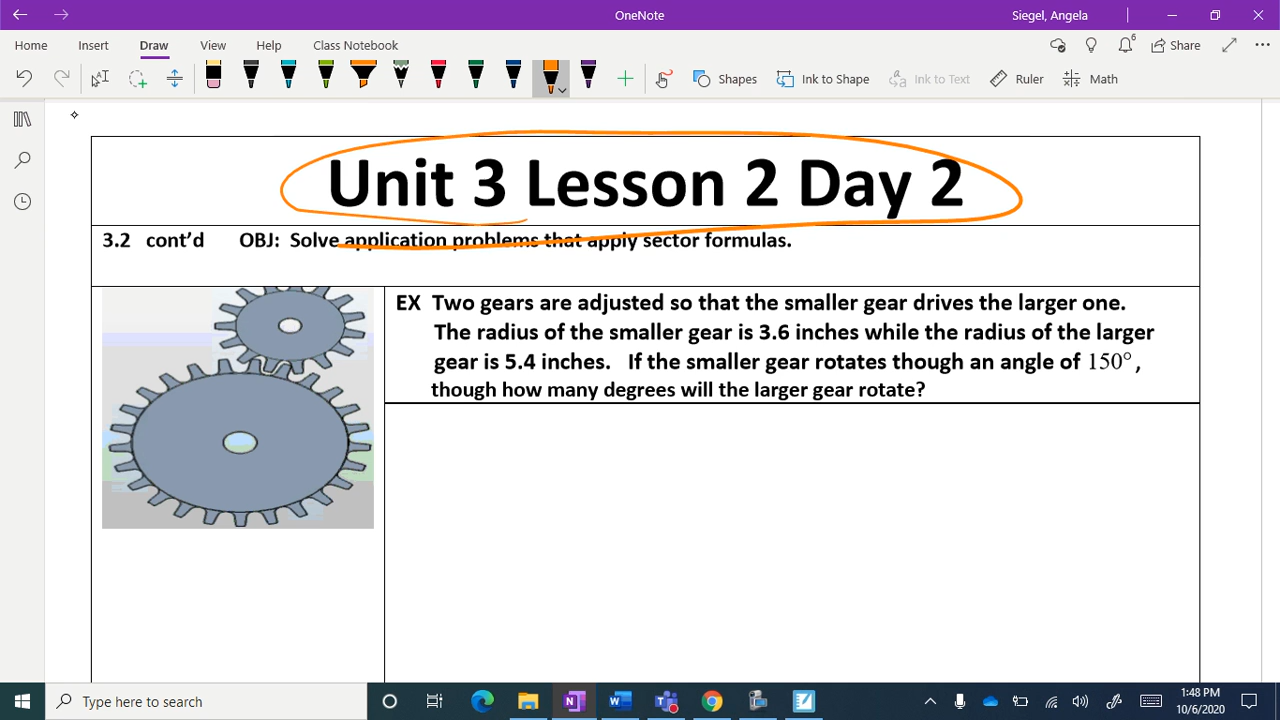 OneNote
Siegel, Angela
Home Insert Draw View Help Class Notebook
6
Share
Shapes Ink to Shape Ink to Text Ruler Math
Unit 3 Lesson 2 Day 2
3.2 cont’d OBJ: Solve application problems that apply sector formulas.
EX Two gears are adjusted so that the smaller gear drives the larger one.
The radius of the smaller gear is 3.6 inches while the radius of the larger
gear is 5.4 inches. If the smaller gear rotates though an angle of 150°,
though how many degrees will the larger gear rotate?
Type here to search
1:48 PM
10/6/2020